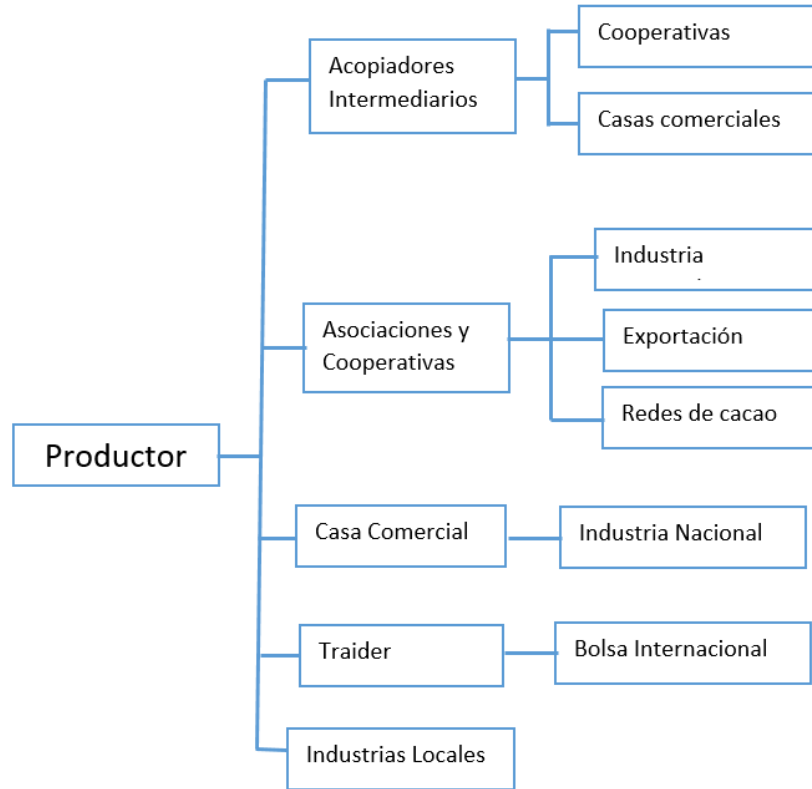 Cooperativas
Acopiadores
Intermediarios
Casas comerciales
Industria
Asociaciones y
Cooperativas
Exportación
Redes de cacao
Productor
Casa Comercial
Industria Nacional
Traider
Bolsa Internacional
Industrias Locales